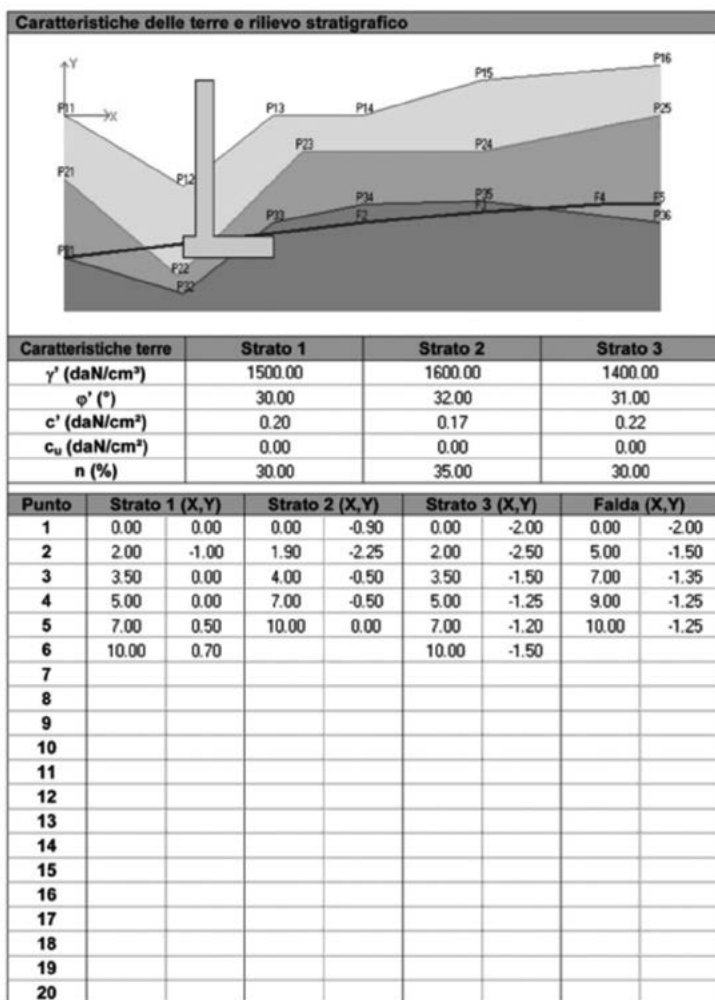 Caratteristiche delle terre e rilievo stratigrafico
Y
P16
P15
P11 X P13 P14 P25
P23 P24
P21 P12
P34 P35 F4 F5
P33 F2 F3 P36
P22
P32
Caratteristiche terre Strato 1 Strato 2 Strato 3
γ' (daN/cm³) 1500.00 1600.00 1400.00
φ' (°) 30.00 32.00 31.00
c' (daN/cm²) 0.20 0.17 0.22
cᵤ (daN/cm²) 0.00 0.00 0.00
n (%) 30.00 35.00 30.00
Punto Strato 1 (X,Y) Strato 2 (X,Y) Strato 3 (X,Y) Falda (X,Y)
1 0.00 0.00 0.00 -0.90 0.00 -2.00 0.00 -2.00
2 2.00 -1.00 1.90 -2.25 2.00 -2.50 5.00 -1.50
3 3.50 0.00 4.00 -0.50 3.50 -1.50 7.00 -1.35
4 5.00 0.00 7.00 -0.50 5.00 -1.25 9.00 -1.25
5 7.00 0.50 10.00 0.00 7.00 -1.20 10.00 -1.25
6 10.00 0.70 10.00 -1.50
7
8
9
10
11
12
13
14
15
16
17
18
19
20